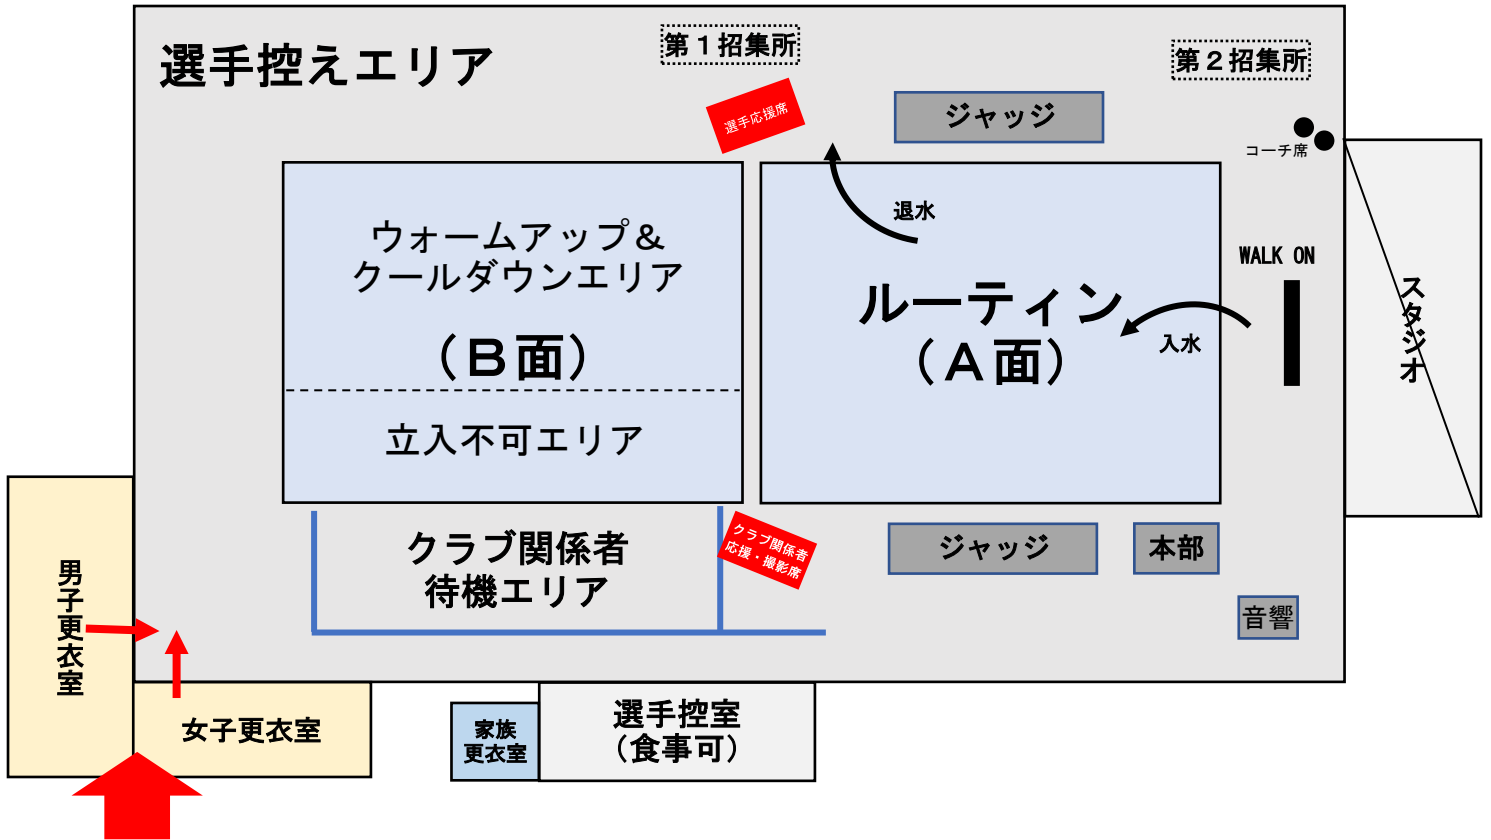 選手控えエリア
第１招集所
第２招集所
選手応援席
ジャッジ
コーチ席
退水
ウォームアップ＆
クールダウンエリア
（Ｂ面）
立入不可エリア
ルーティン
（Ａ面）
入水
WALK ON
スタジオ
クラブ関係者
待機エリア
クラブ関係者
応援・撮影席
ジャッジ
本部
音響
男子更衣室
女子更衣室
家族
更衣室
選手控室
（食事可）